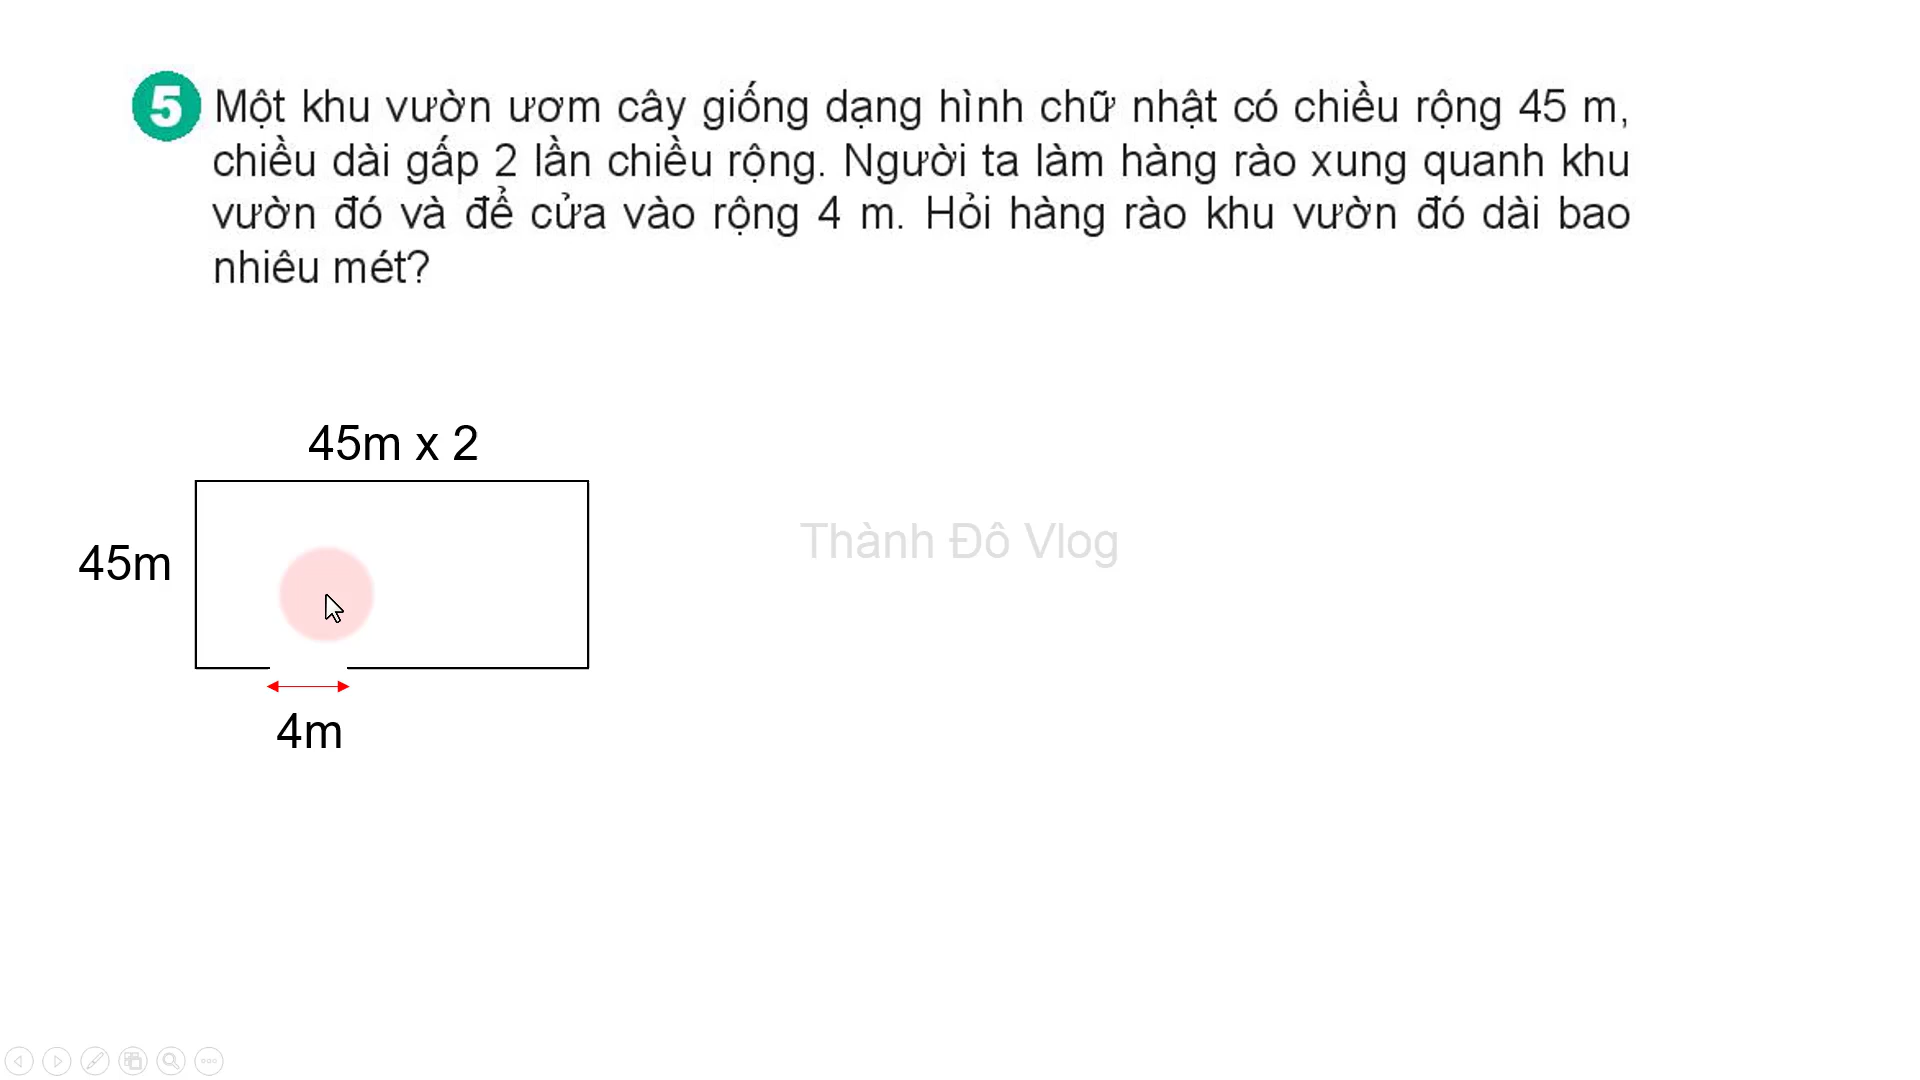 5 Một khu vườn ươm cây giống dạng hình chữ nhật có chiều rộng 45 m,
chiều dài gấp 2 lần chiều rộng. Người ta làm hàng rào xung quanh khu
vườn đó và để cửa vào rộng 4 m. Hỏi hàng rào khu vườn đó dài bao
nhiêu mét?
45m x 2
45m
Thành Đô Vlog
4m